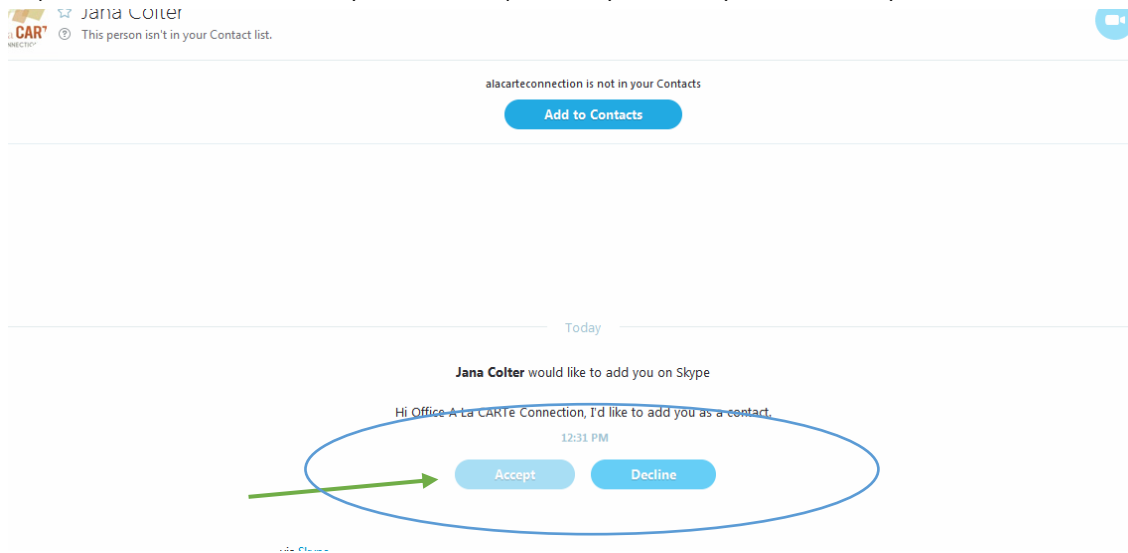 Jana Colter
CART
This person isn't in your Contact list.
alacarteconnection is not in your Contacts
Add to Contacts
Today
Jana Colter would like to add you on Skype
Hi Office A La CARTe Connection, I'd like to add you as a contact.
12:31 PM
Accept Decline
via Skype